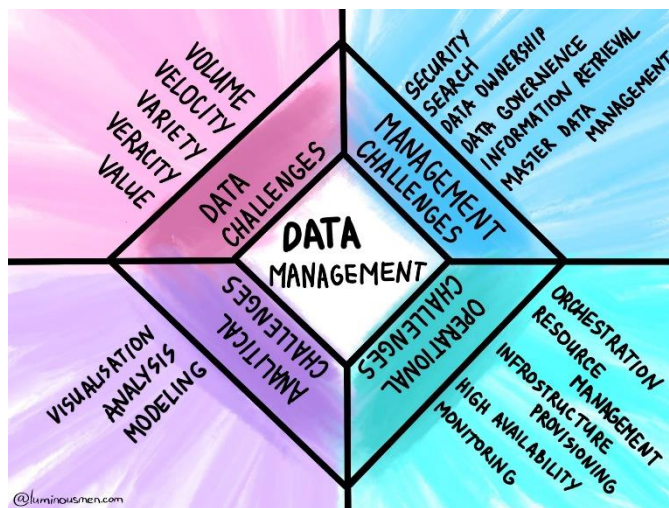 VOLUME
VELOCITY
VARIETY
VERACITY
VALUE
DATA
CHALLENGES
SECURITY
SEARCH
DATA OWNERSHIP
DATA GOVERNENCE
INFORMATION RETRIEVAL
MASTER DATA
MANAGEMENT
MANAGEMENT
CHALLENGES
DATA
MANAGEMENT
ANALYTICAL
CHALLENGES
VISUALISATION
ANALYSIS
MODELING
OPERATIONAL
CHALLENGES
ORCHESTRATION
RESOURCE
MANAGEMENT
INFROSTRUCTURE
PROVISIONING
HIGH AVAILABILITY
MONITORING
@luminousmen.com